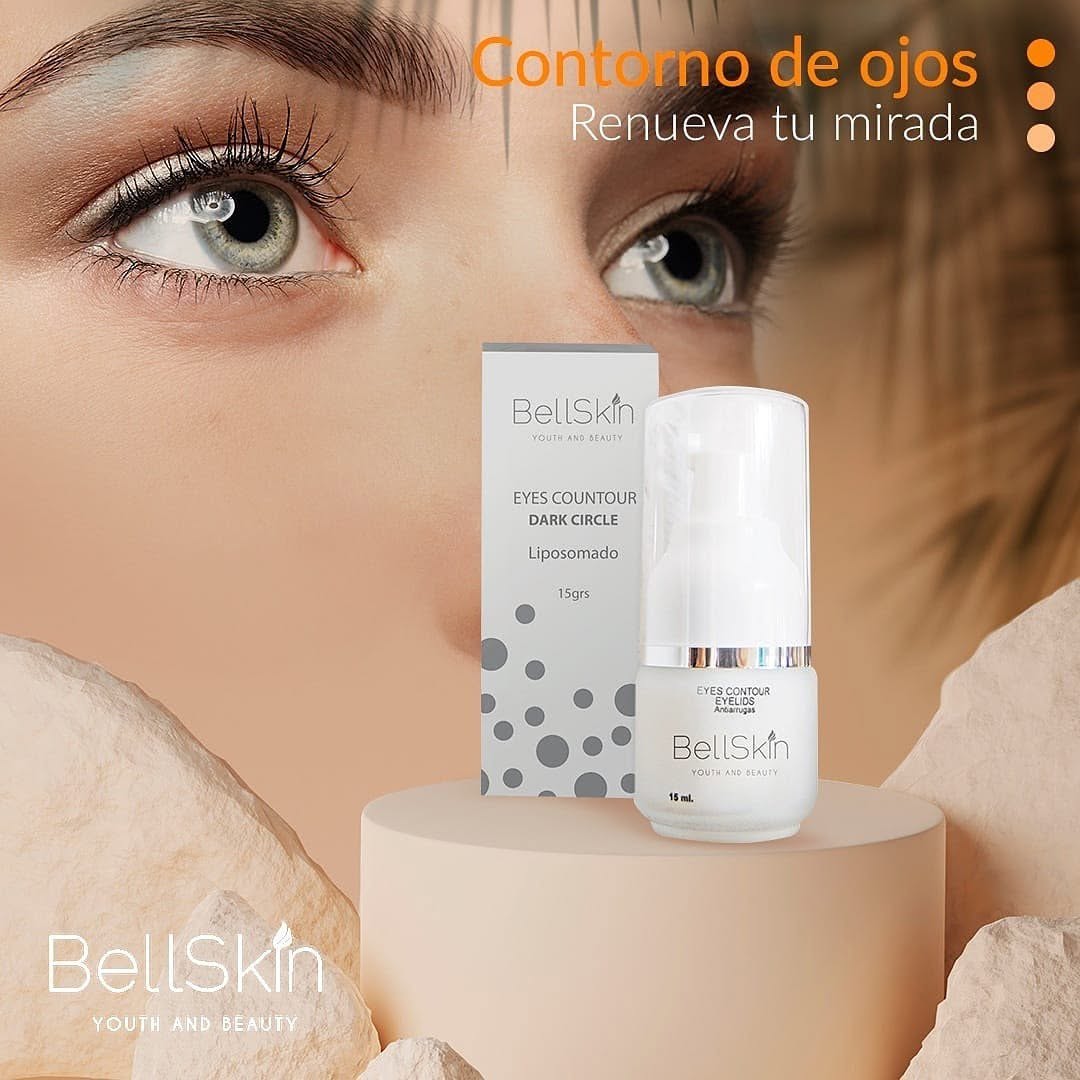 Contorno de ojos
Renueva tu mirada
BellSkin
YOUTH AND BEAUTY
EYES COUNTOUR
DARK CIRCLE
Liposomado
15grs
EYES CONTOUR
EYELIDS
Antiarrugas
BellSkin
YOUTH AND BEAUTY
15 ml.
BellSkin
YOUTH AND BEAUTY